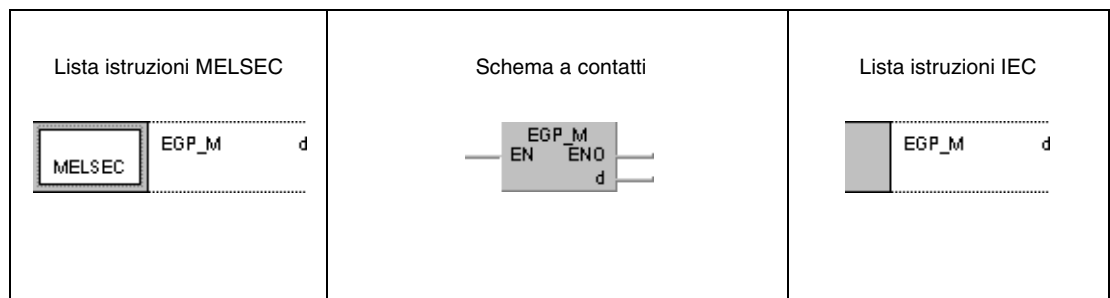 Lista istruzioni MELSEC
MELSEC
EGP_M d
Schema a contatti
EGP_M
EN ENO
d
Lista istruzioni IEC
EGP_M d